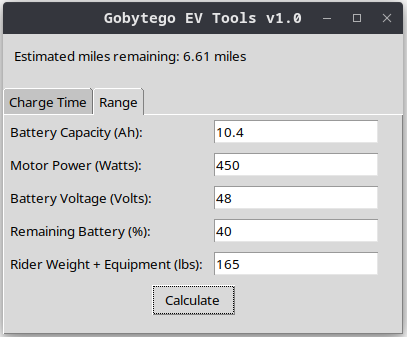 Gobytego EV Tools v1.0
Estimated miles remaining: 6.61 miles
Charge Time Range
Battery Capacity (Ah): 10.4
Motor Power (Watts): 450
Battery Voltage (Volts): 48
Remaining Battery (%): 40
Rider Weight + Equipment (lbs): 165
Calculate